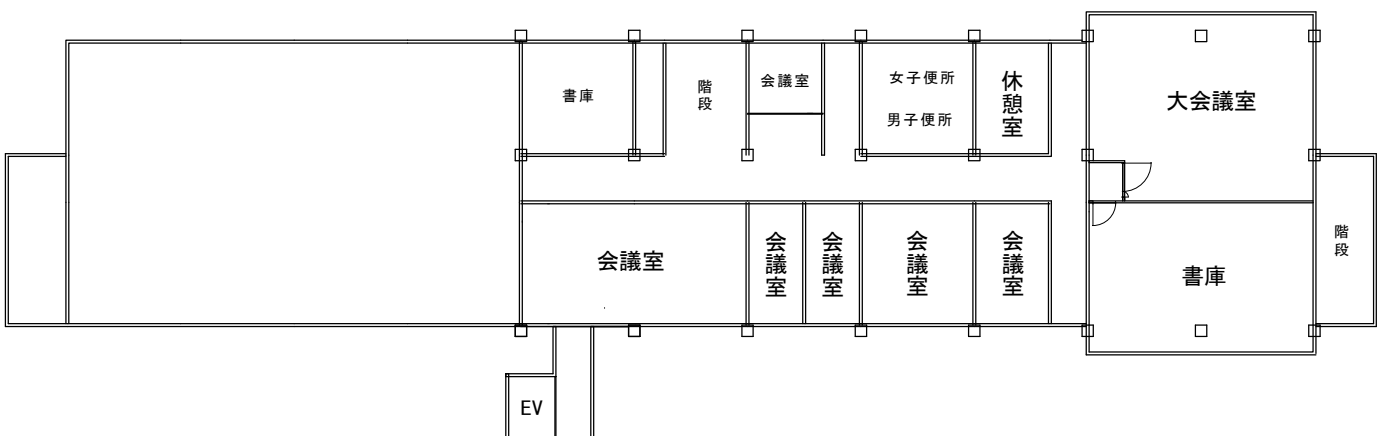 書庫
階段
会議室
女子便所
男子便所
休憩室
大会議室
会議室
会議室
会議室
会議室
会議室
書庫
階段
EV